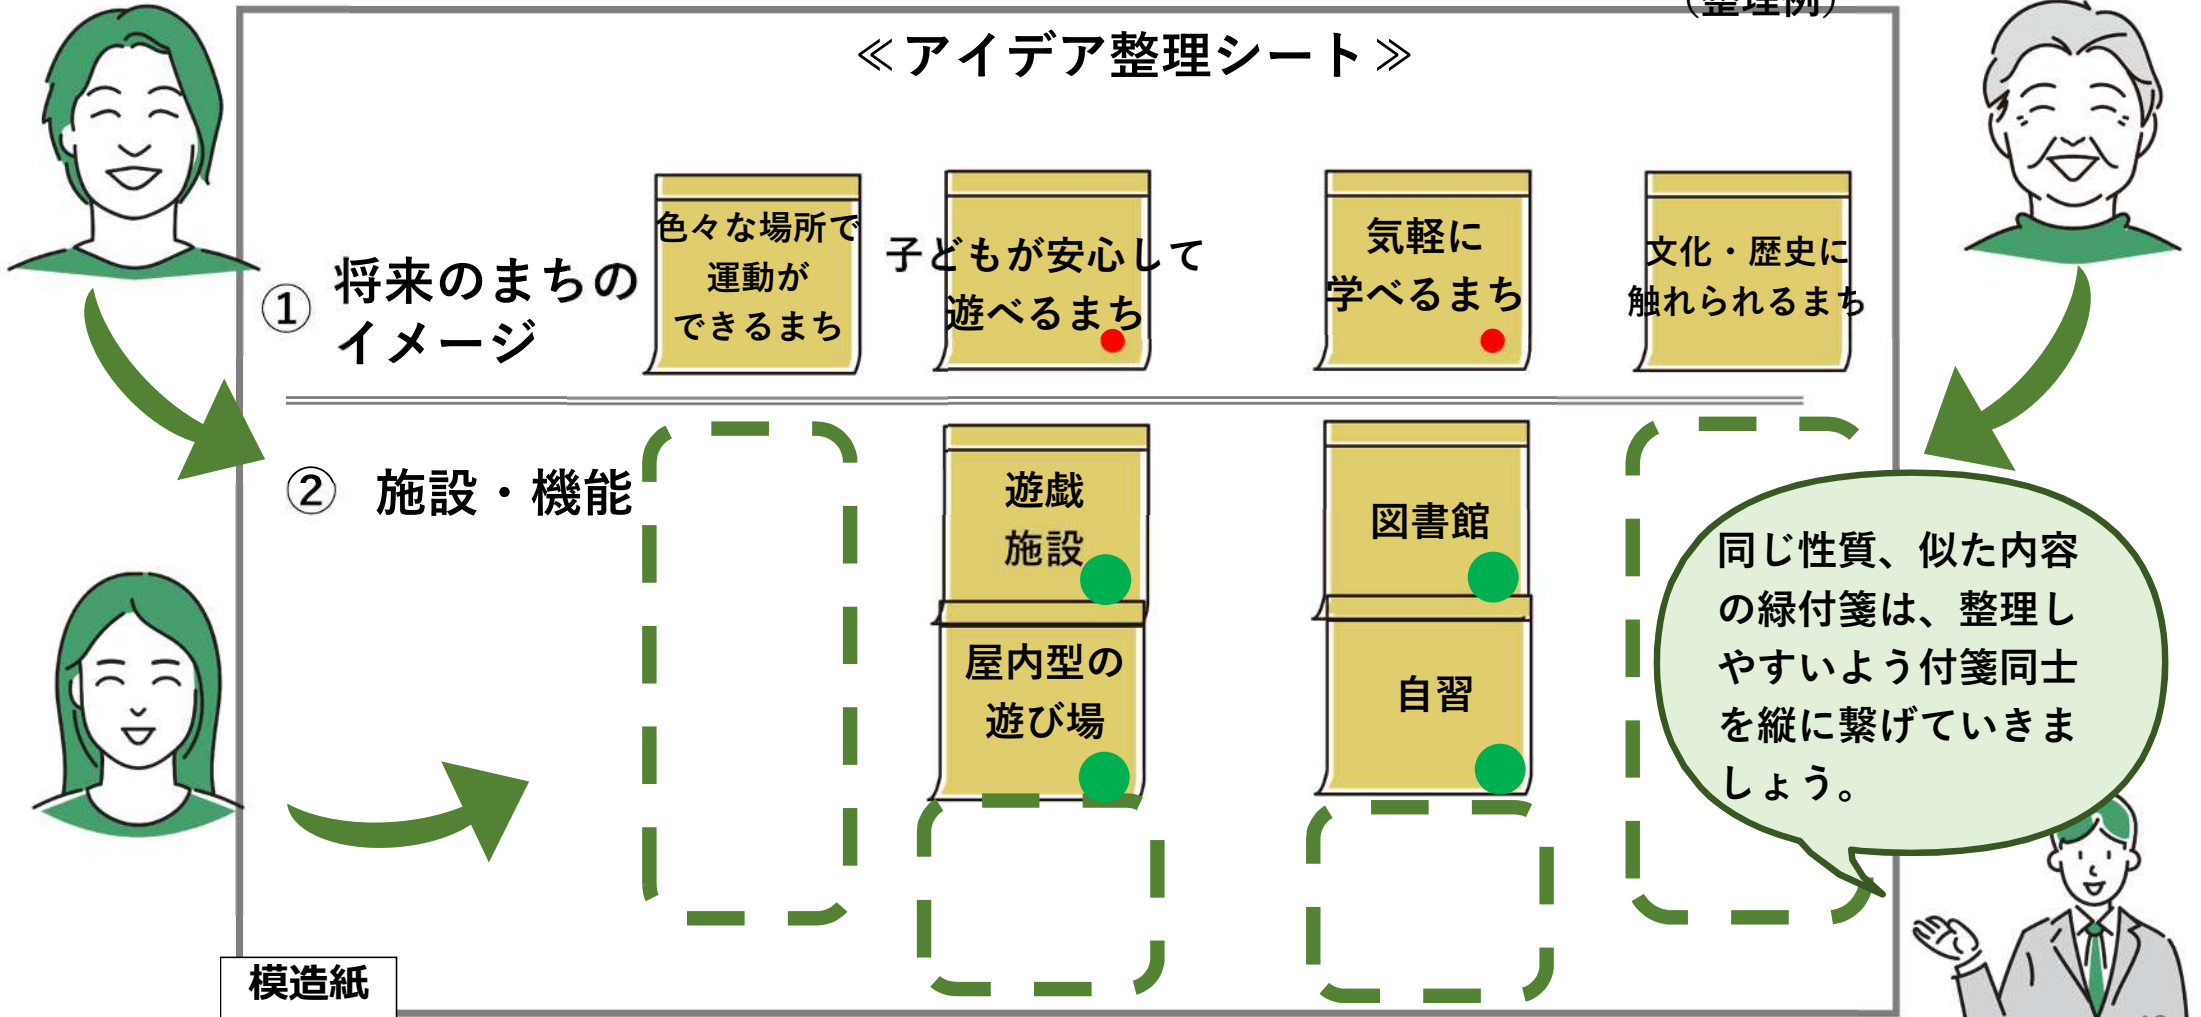 （整理例）
≪アイデア整理シート≫
① 将来のまちの
イメージ
色々な場所で
運動が
できるまち
子どもが安心して
遊べるまち
気軽に
学べるまち
文化・歴史に
触れられるまち
② 施設・機能
遊戯
施設
屋内型の
遊び場
図書館
自習
同じ性質、似た内容
の緑付箋は、整理し
やすいよう付箋同士
を縦に繋げていきま
しょう。
模造紙